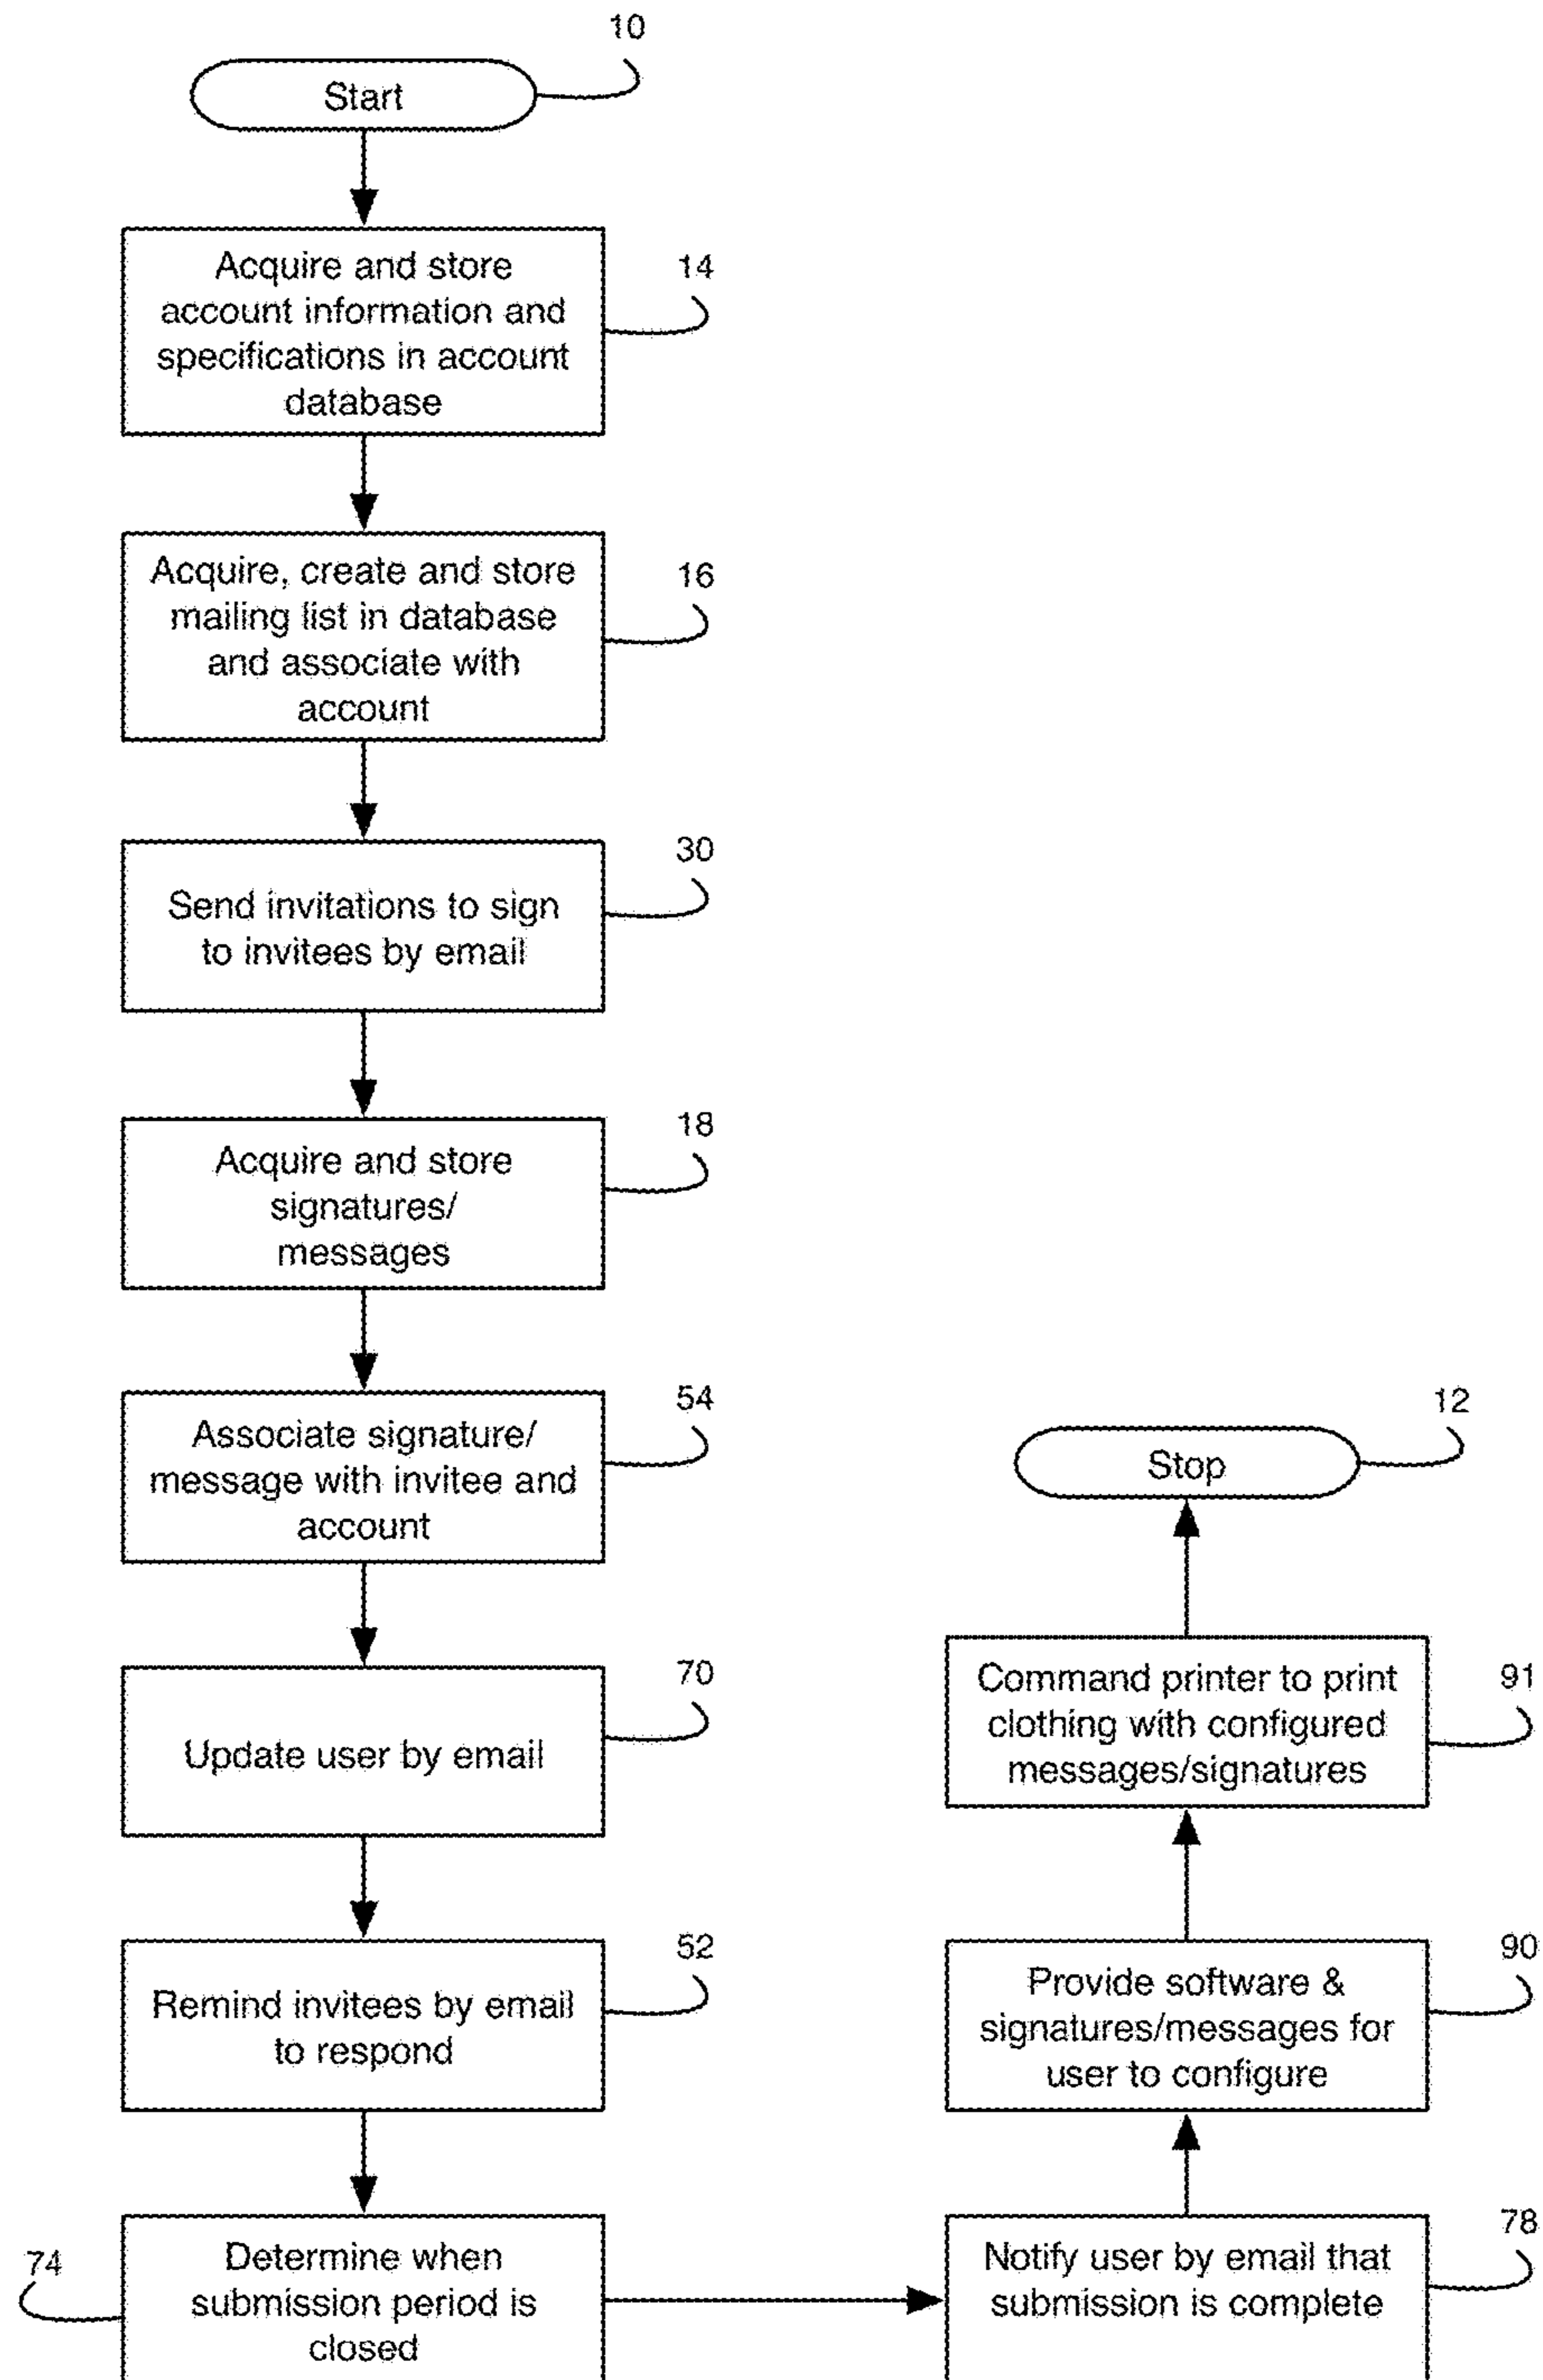 10
Start
Acquire and store
account information and
specifications in account
database
14
Acquire, create and store
mailing list in database
and associate with
account
16
Send invitations to sign
to invitees by email
30
Acquire and store
signatures/
messages
18
Associate signature/
message with invitee and
account
54
Update user by email
70
Remind invitees by email
to respond
52
Determine when
submission period is
closed
74
Notify user by email that
submission is complete
78
Provide software &
signatures/messages for
user to configure
90
Command printer to print
clothing with configured
messages/signatures
91
Stop
12